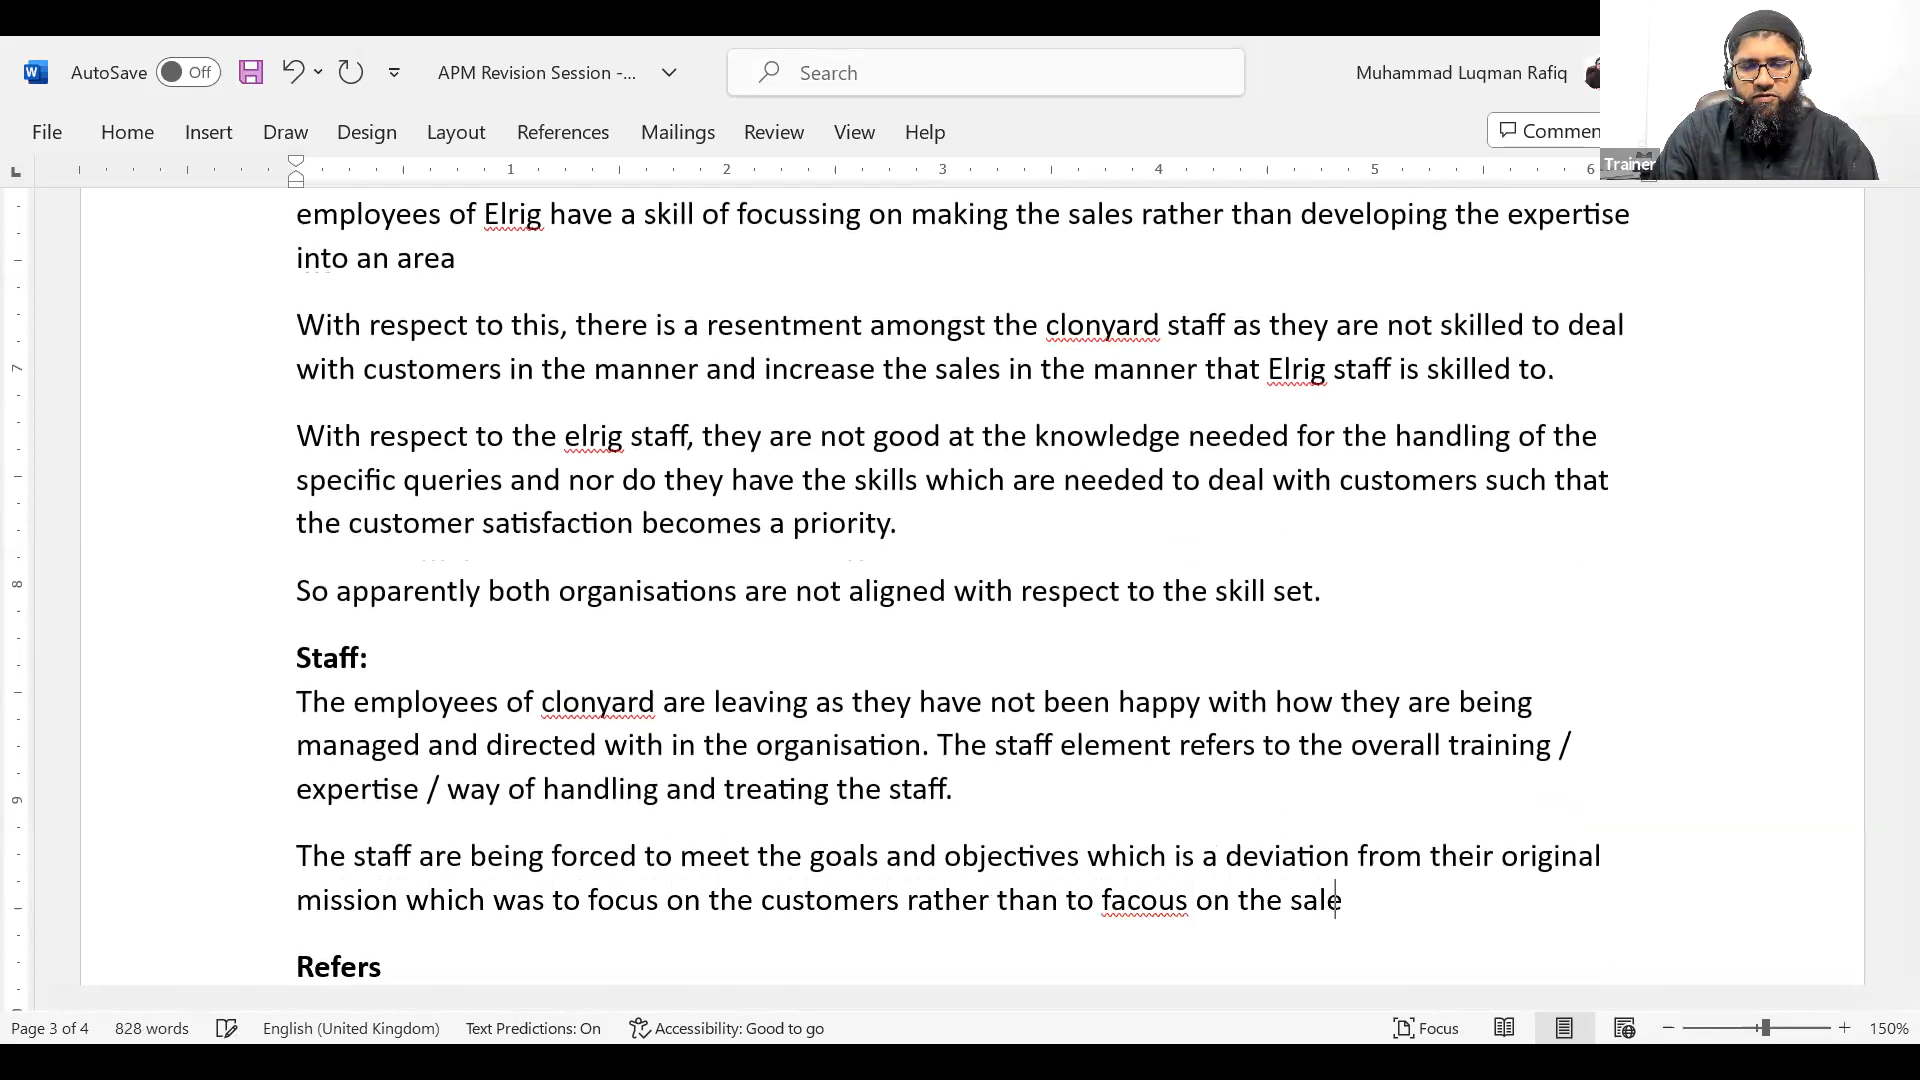 AutoSave Off APM Revision Session -... Search Muhammad Luqman Rafiq
File Home Insert Draw Design Layout References Mailings Review View Help Commen
Trainer
1 2 3 4 5 6
employees of Elrig have a skill of focussing on making the sales rather than developing the expertise
into an area
With respect to this, there is a resentment amongst the clonyard staff as they are not skilled to deal
7
with customers in the manner and increase the sales in the manner that Elrig staff is skilled to.
With respect to the elrig staff, they are not good at the knowledge needed for the handling of the
specific queries and nor do they have the skills which are needed to deal with customers such that
the customer satisfaction becomes a priority.
8
So apparently both organisations are not aligned with respect to the skill set.
Staff:
The employees of clonyard are leaving as they have not been happy with how they are being
managed and directed with in the organisation. The staff element refers to the overall training /
9
expertise / way of handling and treating the staff.
The staff are being forced to meet the goals and objectives which is a deviation from their original
mission which was to focus on the customers rather than to facous on the sale
Refers
Page 3 of 4 828 words English (United Kingdom) Text Predictions: On Accessibility: Good to go Focus 150%